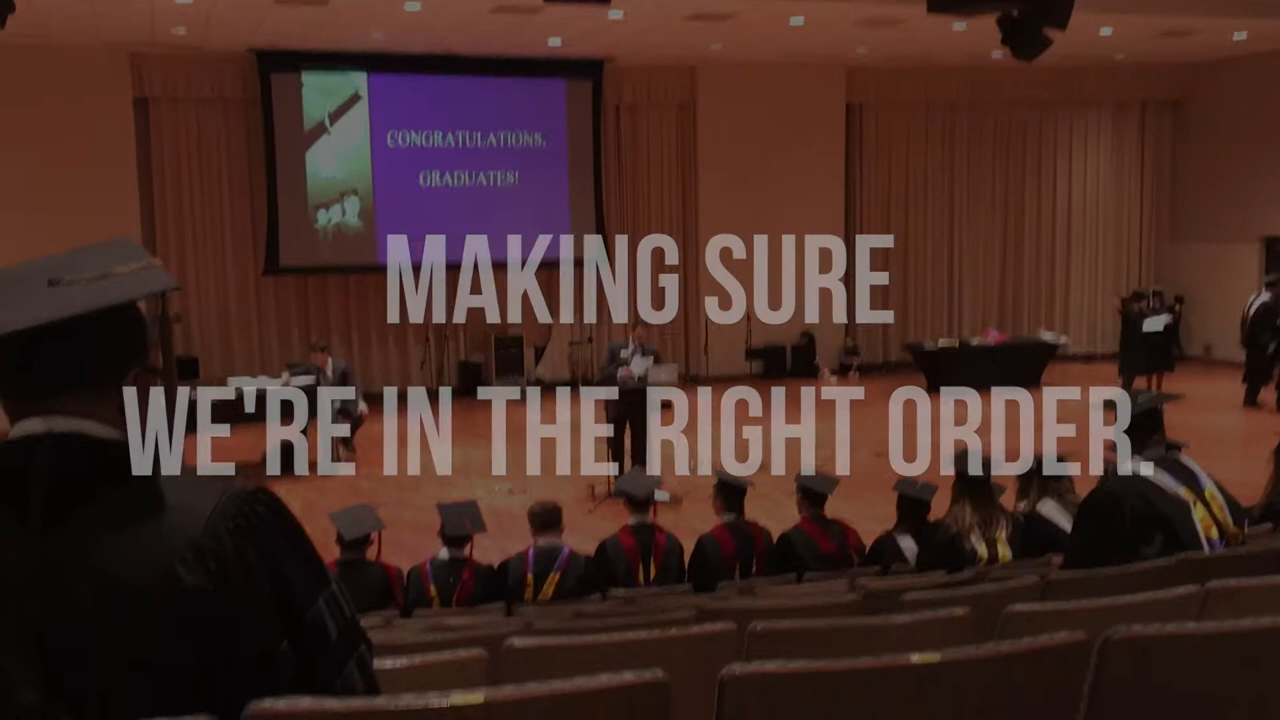 CONGRATULATIONS,
GRADUATES!
MAKING SURE
WE'RE IN THE RIGHT ORDER.